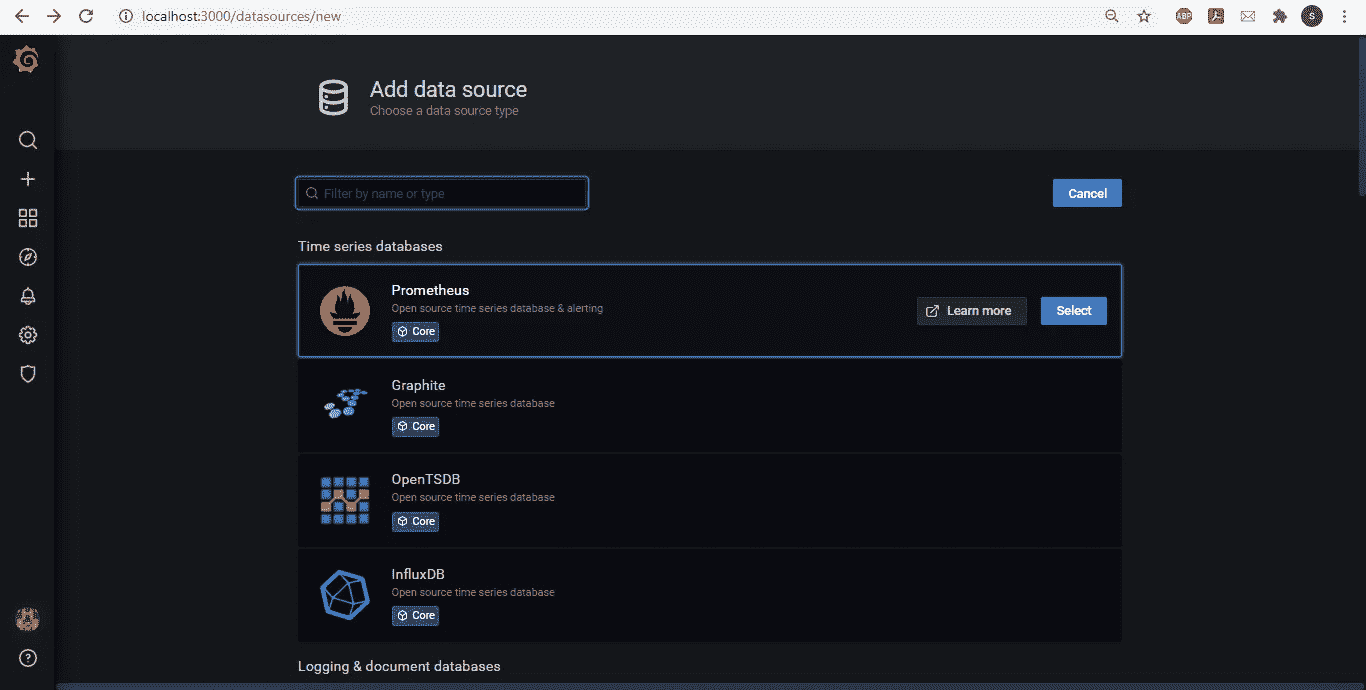 localhost:3000/datasources/new
ABP
S
Add data source
Choose a data source type
Filter by name or type
Cancel
Time series databases
Prometheus
Open source time series database & alerting
Core
Learn more
Select
Graphite
Open source time series database
Core
OpenTSDB
Open source time series database
Core
InfluxDB
Open source time series database
Core
Logging & document databases
?